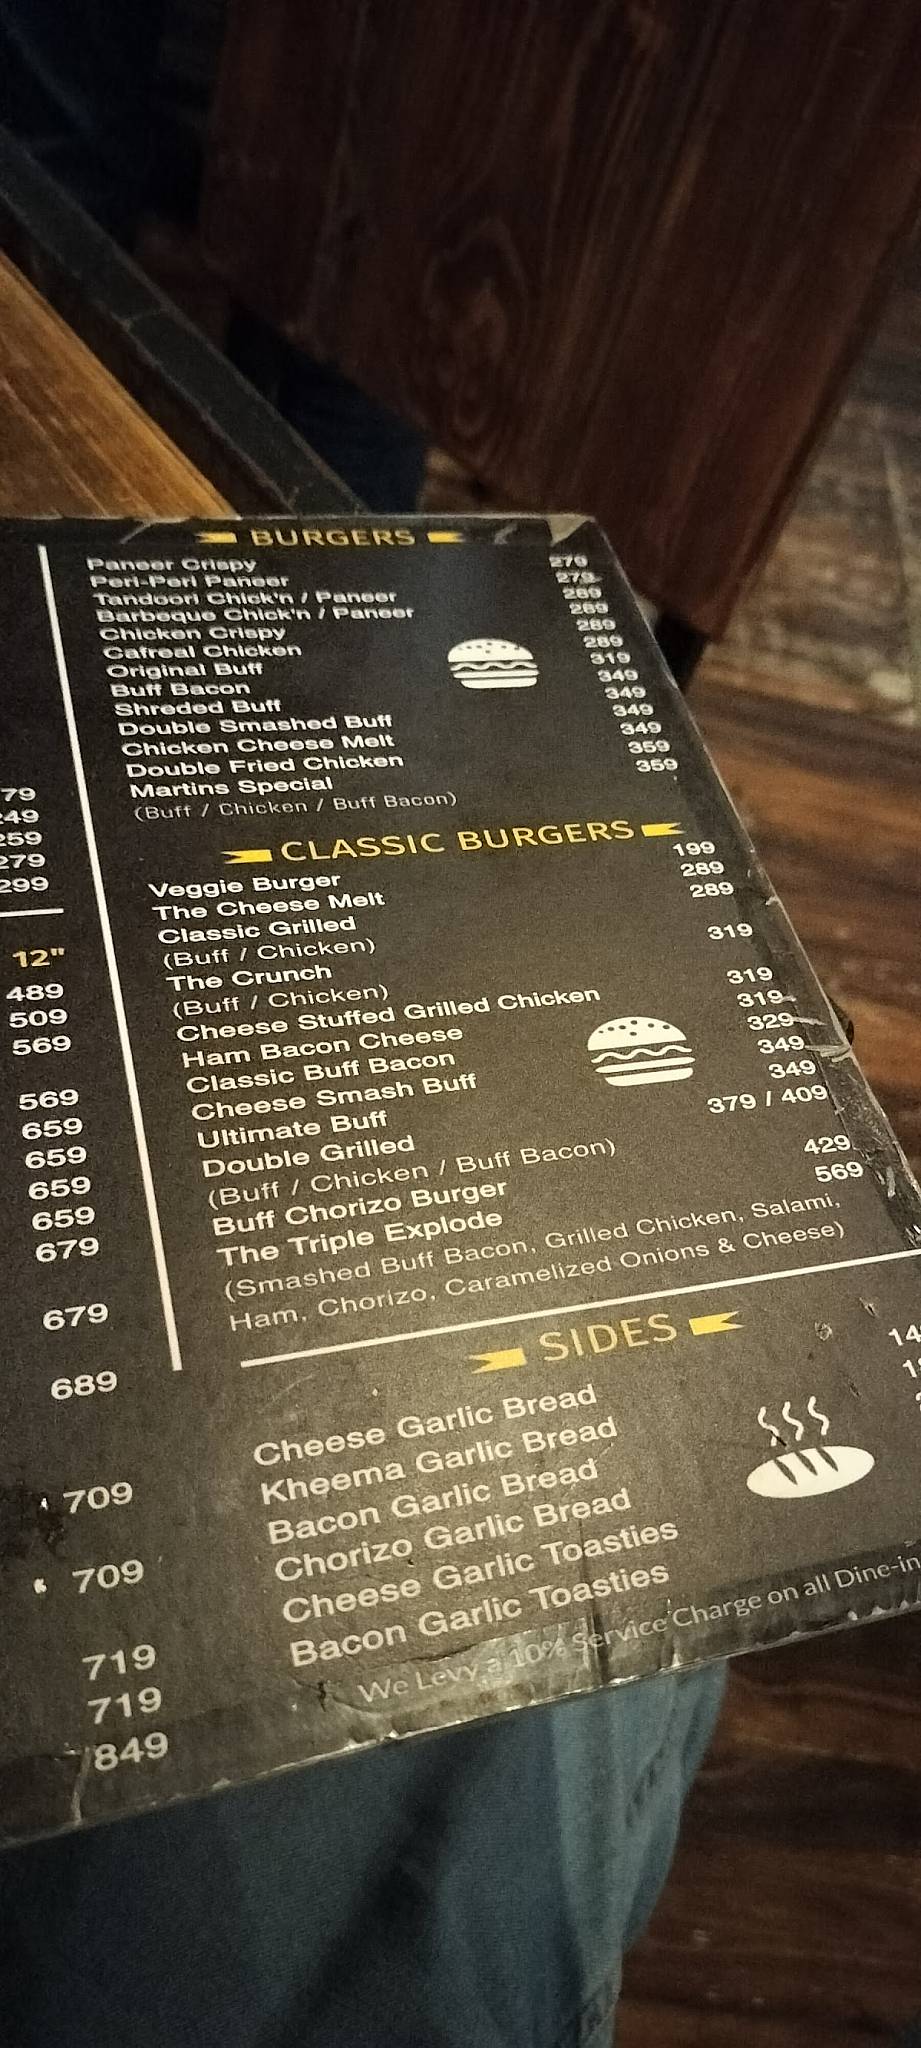 79
249
259
279
299
12"
489
509
569
569
659
659
659
659
679
679
689
709
709
719
719
849
BURGERS
Paneer Crispy 279
Peri-Peri Paneer 279
Tandoori Chick'n / Paneer 289
Barbeque Chick'n / Paneer 289
Chicken Crispy 289
Cafreal Chicken 289
Original Buff 319
Buff Bacon 349
Shreded Buff 349
Double Smashed Buff 349
Chicken Cheese Melt 349
Double Fried Chicken 359
Martins Special 359
(Buff / Chicken / Buff Bacon)
CLASSIC BURGERS
Veggie Burger 199
The Cheese Melt 289
Classic Grilled 289
(Buff / Chicken)
The Crunch 319
(Buff / Chicken)
Cheese Stuffed Grilled Chicken 319
Ham Bacon Cheese 319
Classic Buff Bacon 329
Cheese Smash Buff 349
Ultimate Buff 349
Double Grilled 379 / 409
(Buff / Chicken / Buff Bacon)
Buff Chorizo Burger 429
The Triple Explode 569
(Smashed Buff Bacon, Grilled Chicken, Salami,
Ham, Chorizo, Caramelized Onions & Cheese)
SIDES
Cheese Garlic Bread
Kheema Garlic Bread
Bacon Garlic Bread
Chorizo Garlic Bread
Cheese Garlic Toasties
Bacon Garlic Toasties
We Levy a 10% Service Charge on all Dine-in